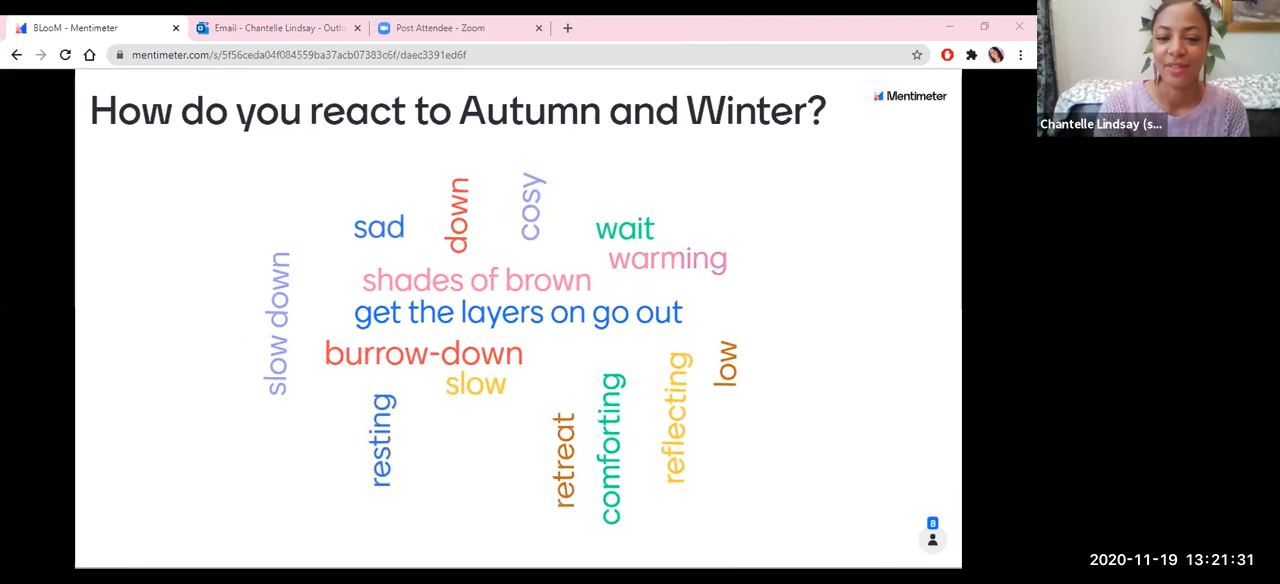 BLooM - Mentimeter
Email - Chantelle Lindsay - Outlo
Post Attendee - Zoom
mentimeter.com/s/5f56ceda04f084559ba37acb07383c6f/daec3391ed6f
How do you react to Autumn and Winter?
Mentimeter
Chantelle Lindsay (s...
sad
down
cosy
wait
warming
shades of brown
slow down
get the layers on go out
burrow-down
slow
low
reflecting
comforting
resting
retreat
8
2020-11-19 13:21:31